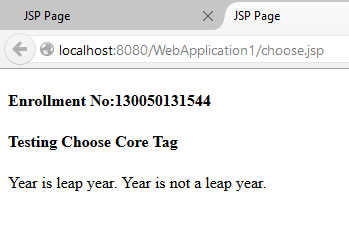 JSP Page
JSP Page
localhost:8080/WebApplication1/choose.jsp
Enrollment No:130050131544
Testing Choose Core Tag
Year is leap year. Year is not a leap year.